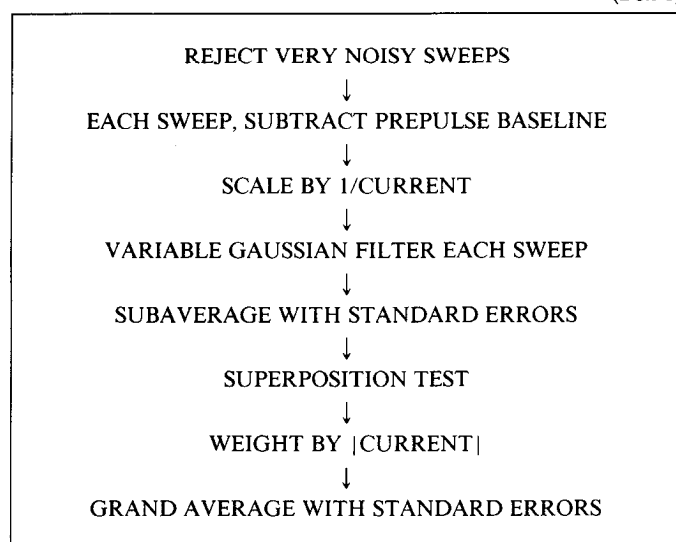 REJECT VERY NOISY SWEEPS
↓
EACH SWEEP, SUBTRACT PREPULSE BASELINE
↓
SCALE BY 1/CURRENT
↓
VARIABLE GAUSSIAN FILTER EACH SWEEP
↓
SUBAVERAGE WITH STANDARD ERRORS
↓
SUPERPOSITION TEST
↓
WEIGHT BY |CURRENT|
↓
GRAND AVERAGE WITH STANDARD ERRORS